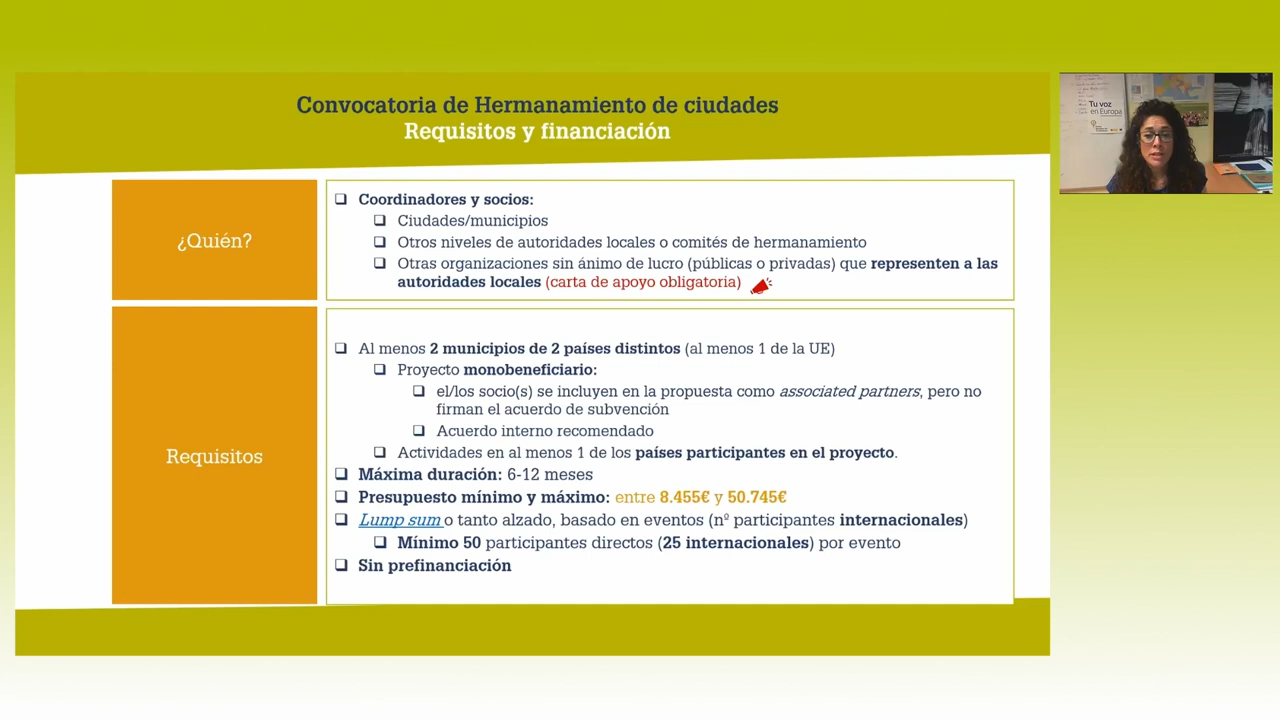 Convocatoria de Hermanamiento de ciudades
Requisitos y financiación
¿Quién?
❑ Coordinadores y socios:
❑ Ciudades/municipios
❑ Otros niveles de autoridades locales o comités de hermanamiento
❑ Otras organizaciones sin ánimo de lucro (públicas o privadas) que representen a las
autoridades locales (carta de apoyo obligatoria)
Requisitos
❑ Al menos 2 municipios de 2 países distintos (al menos 1 de la UE)
❑ Proyecto monobeneficiario:
❑ el/los socio(s) se incluyen en la propuesta como associated partners, pero no
firman el acuerdo de subvención
❑ Acuerdo interno recomendado
❑ Actividades en al menos 1 de los países participantes en el proyecto.
❑ Máxima duración: 6-12 meses
❑ Presupuesto mínimo y máximo: entre 8.455€ y 50.745€
❑ Lump sum o tanto alzado, basado en eventos (nº participantes internacionales)
❑ Mínimo 50 participantes directos (25 internacionales) por evento
❑ Sin prefinanciación
Tu voz
en Europa